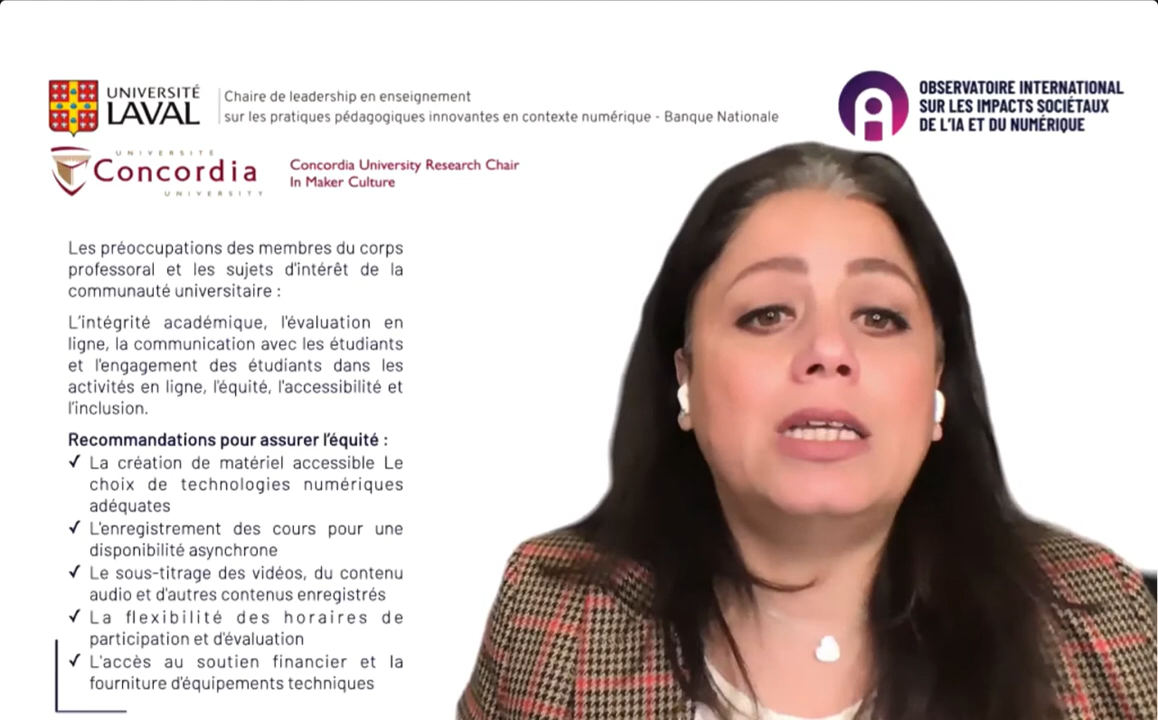 UNIVERSITÉ
LAVAL
Chaire de leadership en enseignement
sur les pratiques pédagogiques innovantes en contexte numérique - Banque Nationale
OBSERVATOIRE INTERNATIONAL
SUR LES IMPACTS SOCIÉTAUX
DE L'IA ET DU NUMÉRIQUE
UNIVERSITÉ
Concordia
UNIVERSITY
Concordia University Research Chair
In Maker Culture
Les préoccupations des membres du corps
professoral et les sujets d'intérêt de la
communauté universitaire :
L'intégrité académique, l'évaluation en
ligne, la communication avec les étudiants
et l'engagement des étudiants dans les
activités en ligne, l'équité, l'accessibilité et
l'inclusion.
Recommandations pour assurer l'équité :
✓ La création de matériel accessible Le
choix de technologies numériques
adéquates
✓ L'enregistrement des cours pour une
disponibilité asynchrone
✓ Le sous-titrage des vidéos, du contenu
audio et d'autres contenus enregistrés
✓ La flexibilité des horaires de
participation et d'évaluation
✓ L'accès au soutien financier et la
fourniture d'équipements techniques